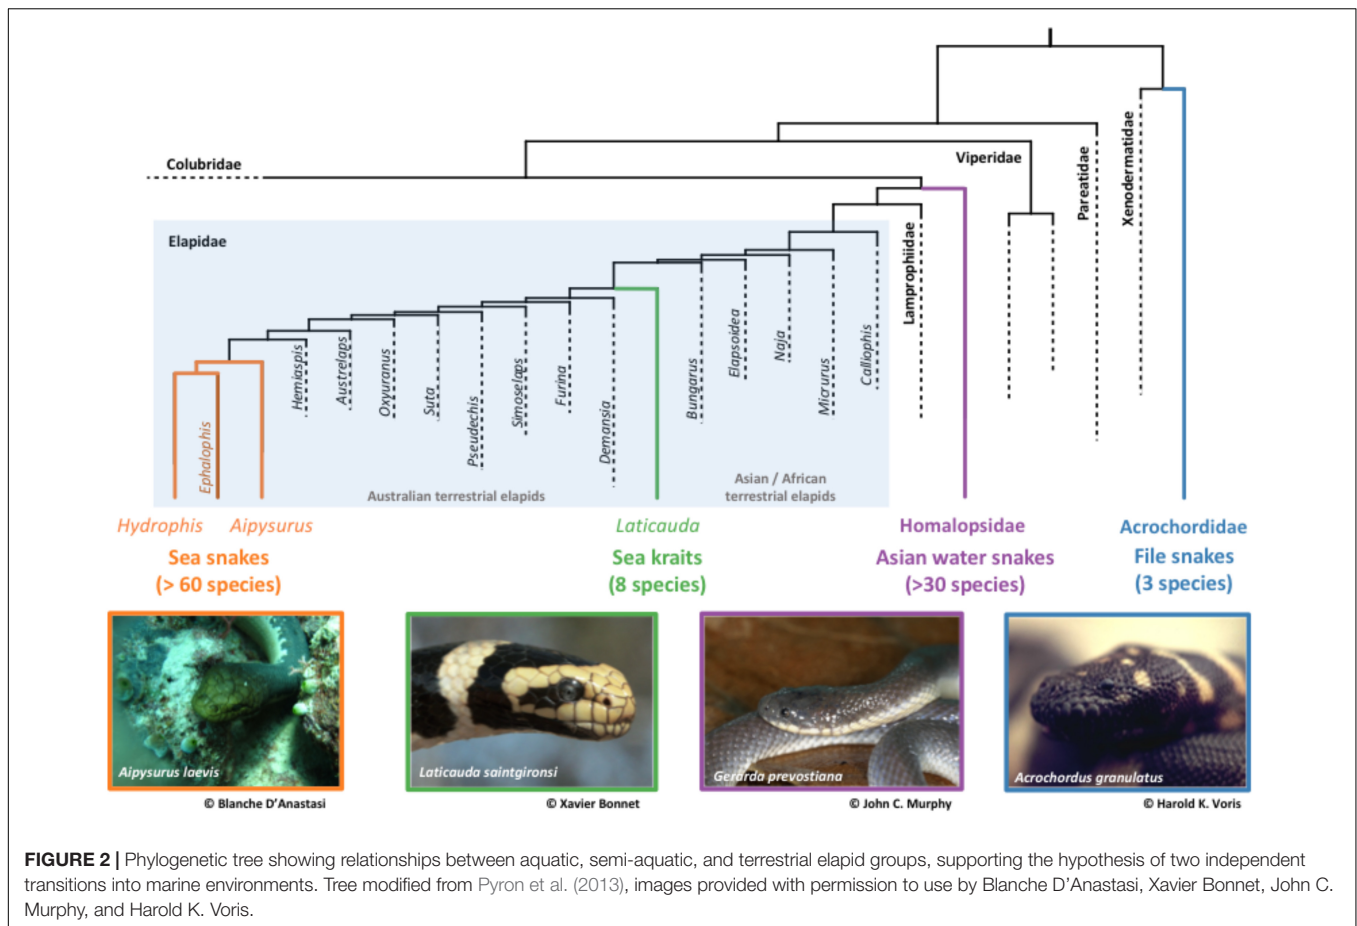 Colubridae
Viperidae
Pareatidae
Xenodermatidae
Elapidae
Lamprophiidae
Ephalophis
Hemiaspis
Austrelaps
Oxyuranus
Suta
Pseudechis
Simoselaps
Furina
Demansia
Bungarus
Elapsoidea
Naja
Micrurus
Calliophis
Australian terrestrial elapids
Asian / African
terrestrial elapids
Hydrophis
Aipysurus
Sea snakes
(> 60 species)
Laticauda
Sea kraits
(8 species)
Homalopsidae
Asian water snakes
(>30 species)
Acrochordidae
File snakes
(3 species)
Aipysurus laevis
Laticauda saintgironsi
Gerarda prevostiana
Acrochordus granulatus
© Blanche D'Anastasi
© Xavier Bonnet
© John C. Murphy
© Harold K. Voris
FIGURE 2 | Phylogenetic tree showing relationships between aquatic, semi-aquatic, and terrestrial elapid groups, supporting the hypothesis of two independent
transitions into marine environments. Tree modified from Pyron et al. (2013), images provided with permission to use by Blanche D'Anastasi, Xavier Bonnet, John C.
Murphy, and Harold K. Voris.